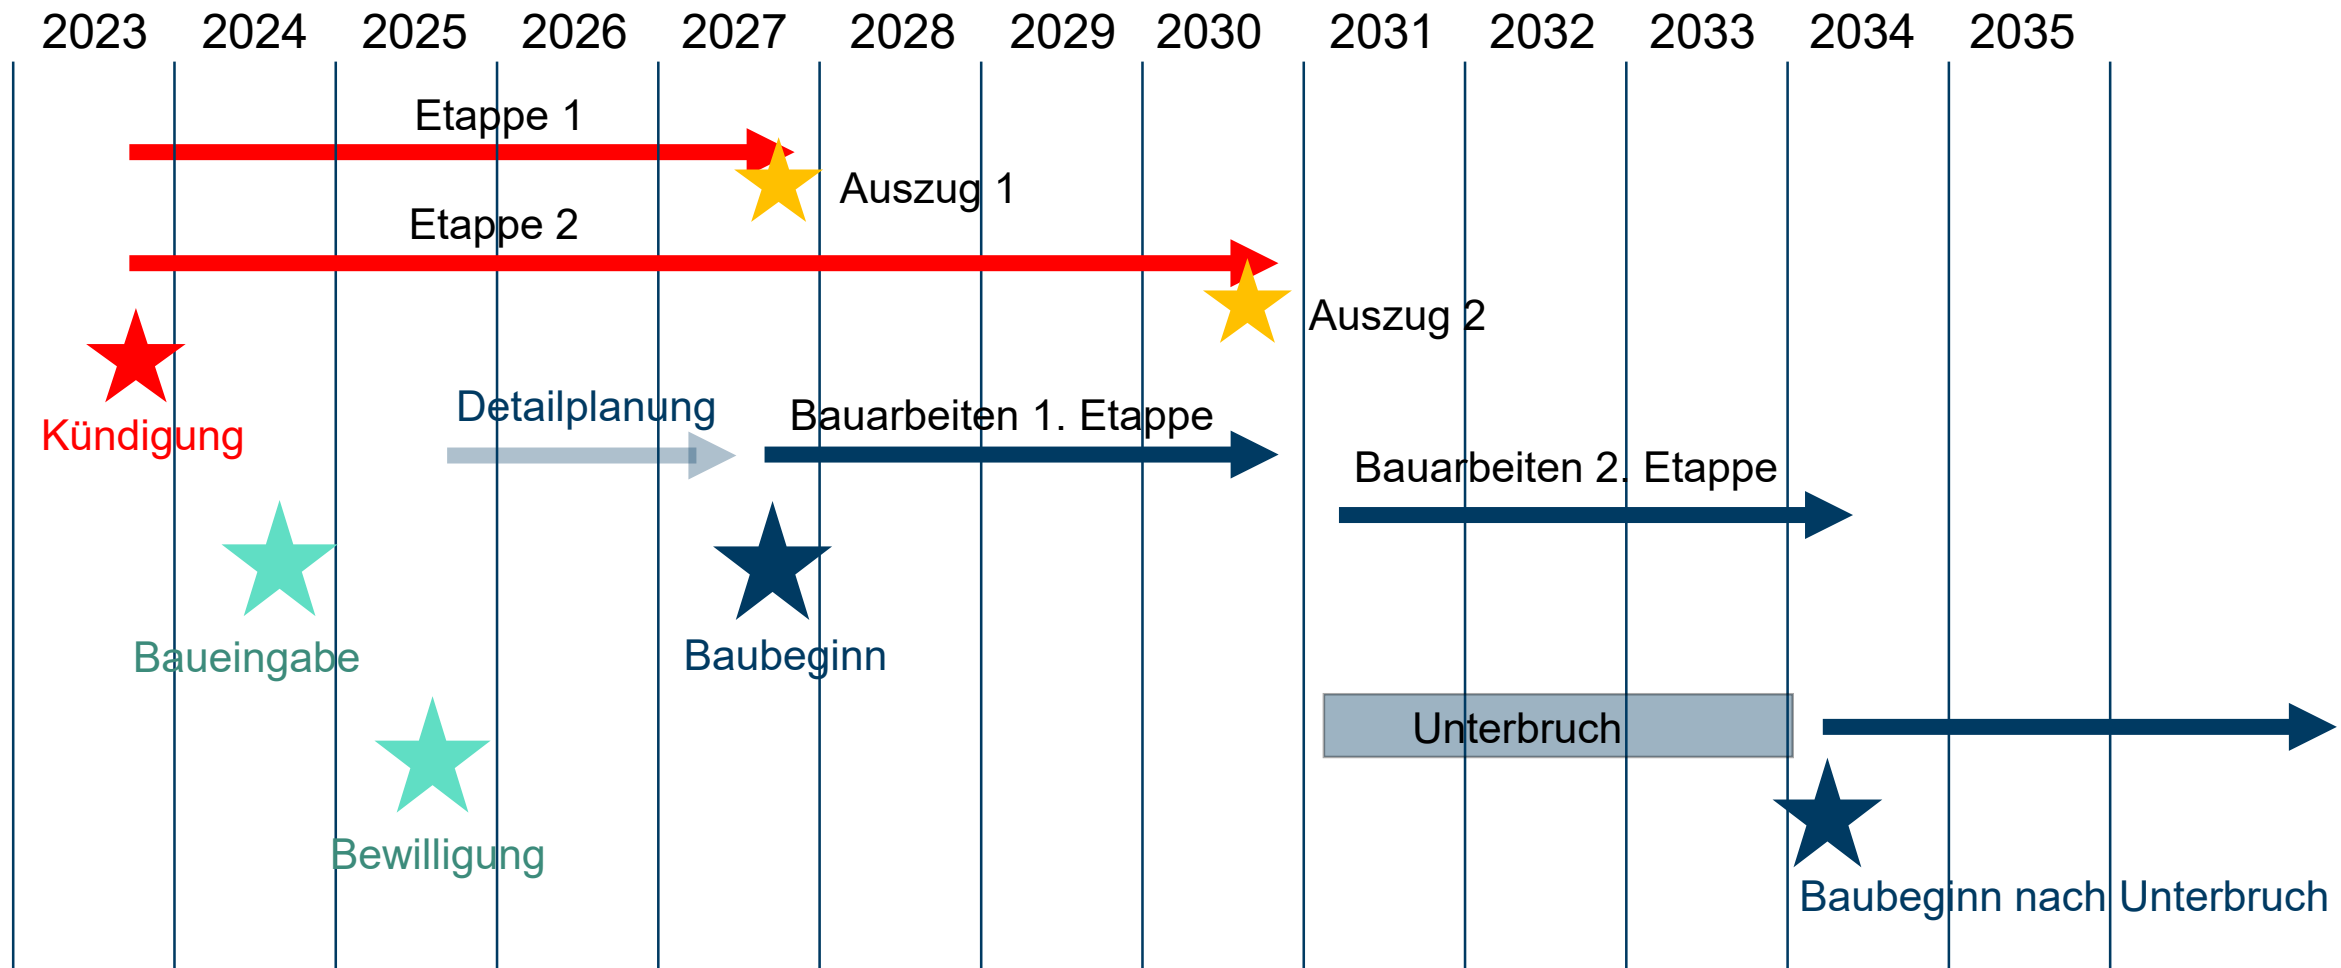 2023 2024 2025 2026 2027 2028 2029 2030 2031 2032 2033 2034 2035
Etappe 1
Auszug 1
Etappe 2
Auszug 2
Kündigung
Detailplanung
Bauarbeiten 1. Etappe
Bauarbeiten 2. Etappe
Baueingabe
Baubeginn
Unterbruch
Bewilligung
Baubeginn nach Unterbruch